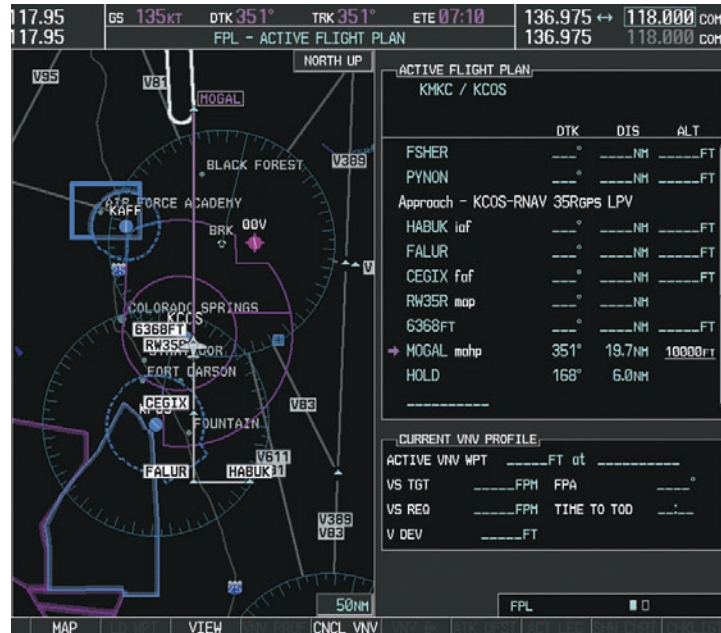 117.95 GS 135KT DTK 351° TRK 351° ETE 07:10 136.975 ↔ 118.000 COM
117.95 FPL - ACTIVE FLIGHT PLAN 136.975 118.000 COM
NORTH UP
V95
V81
MOGAL
BLACK FOREST
V389
AIR FORCE ACADEMY
KAFF
BRK
00V
25
V
COLORADO SPRINGS
KCOS
6368FT
RW35R
FORT CARSON
CEGIX
FOUNTAIN
V83
V611
FALUR
HABUK
V389
V83
25
50NM
ACTIVE FLIGHT PLAN
KMKC / KCOS
DTK DIS ALT
FSHER ___° ____NM _____FT
PYNON ___° ____NM _____FT
Approach - KCOS-RNAV 35RGPS LPV
HABUK iaf ___° ____NM _____FT
FALUR ___° ____NM _____FT
CEGIX faf ___° ____NM _____FT
RW35R map ___° ____NM
6368FT ___° ____NM _____FT
MOGAL mahp 351° 19.7NM 10000FT
HOLD 168° 6.0NM
__________
CURRENT VNV PROFILE
ACTIVE VNV WPT _____FT at __________
VS TGT _____FPM FPA ____°
VS REQ _____FPM TIME TO TOD __:__
V DEV _____FT
FPL
MAP VIEW CNCL VNV